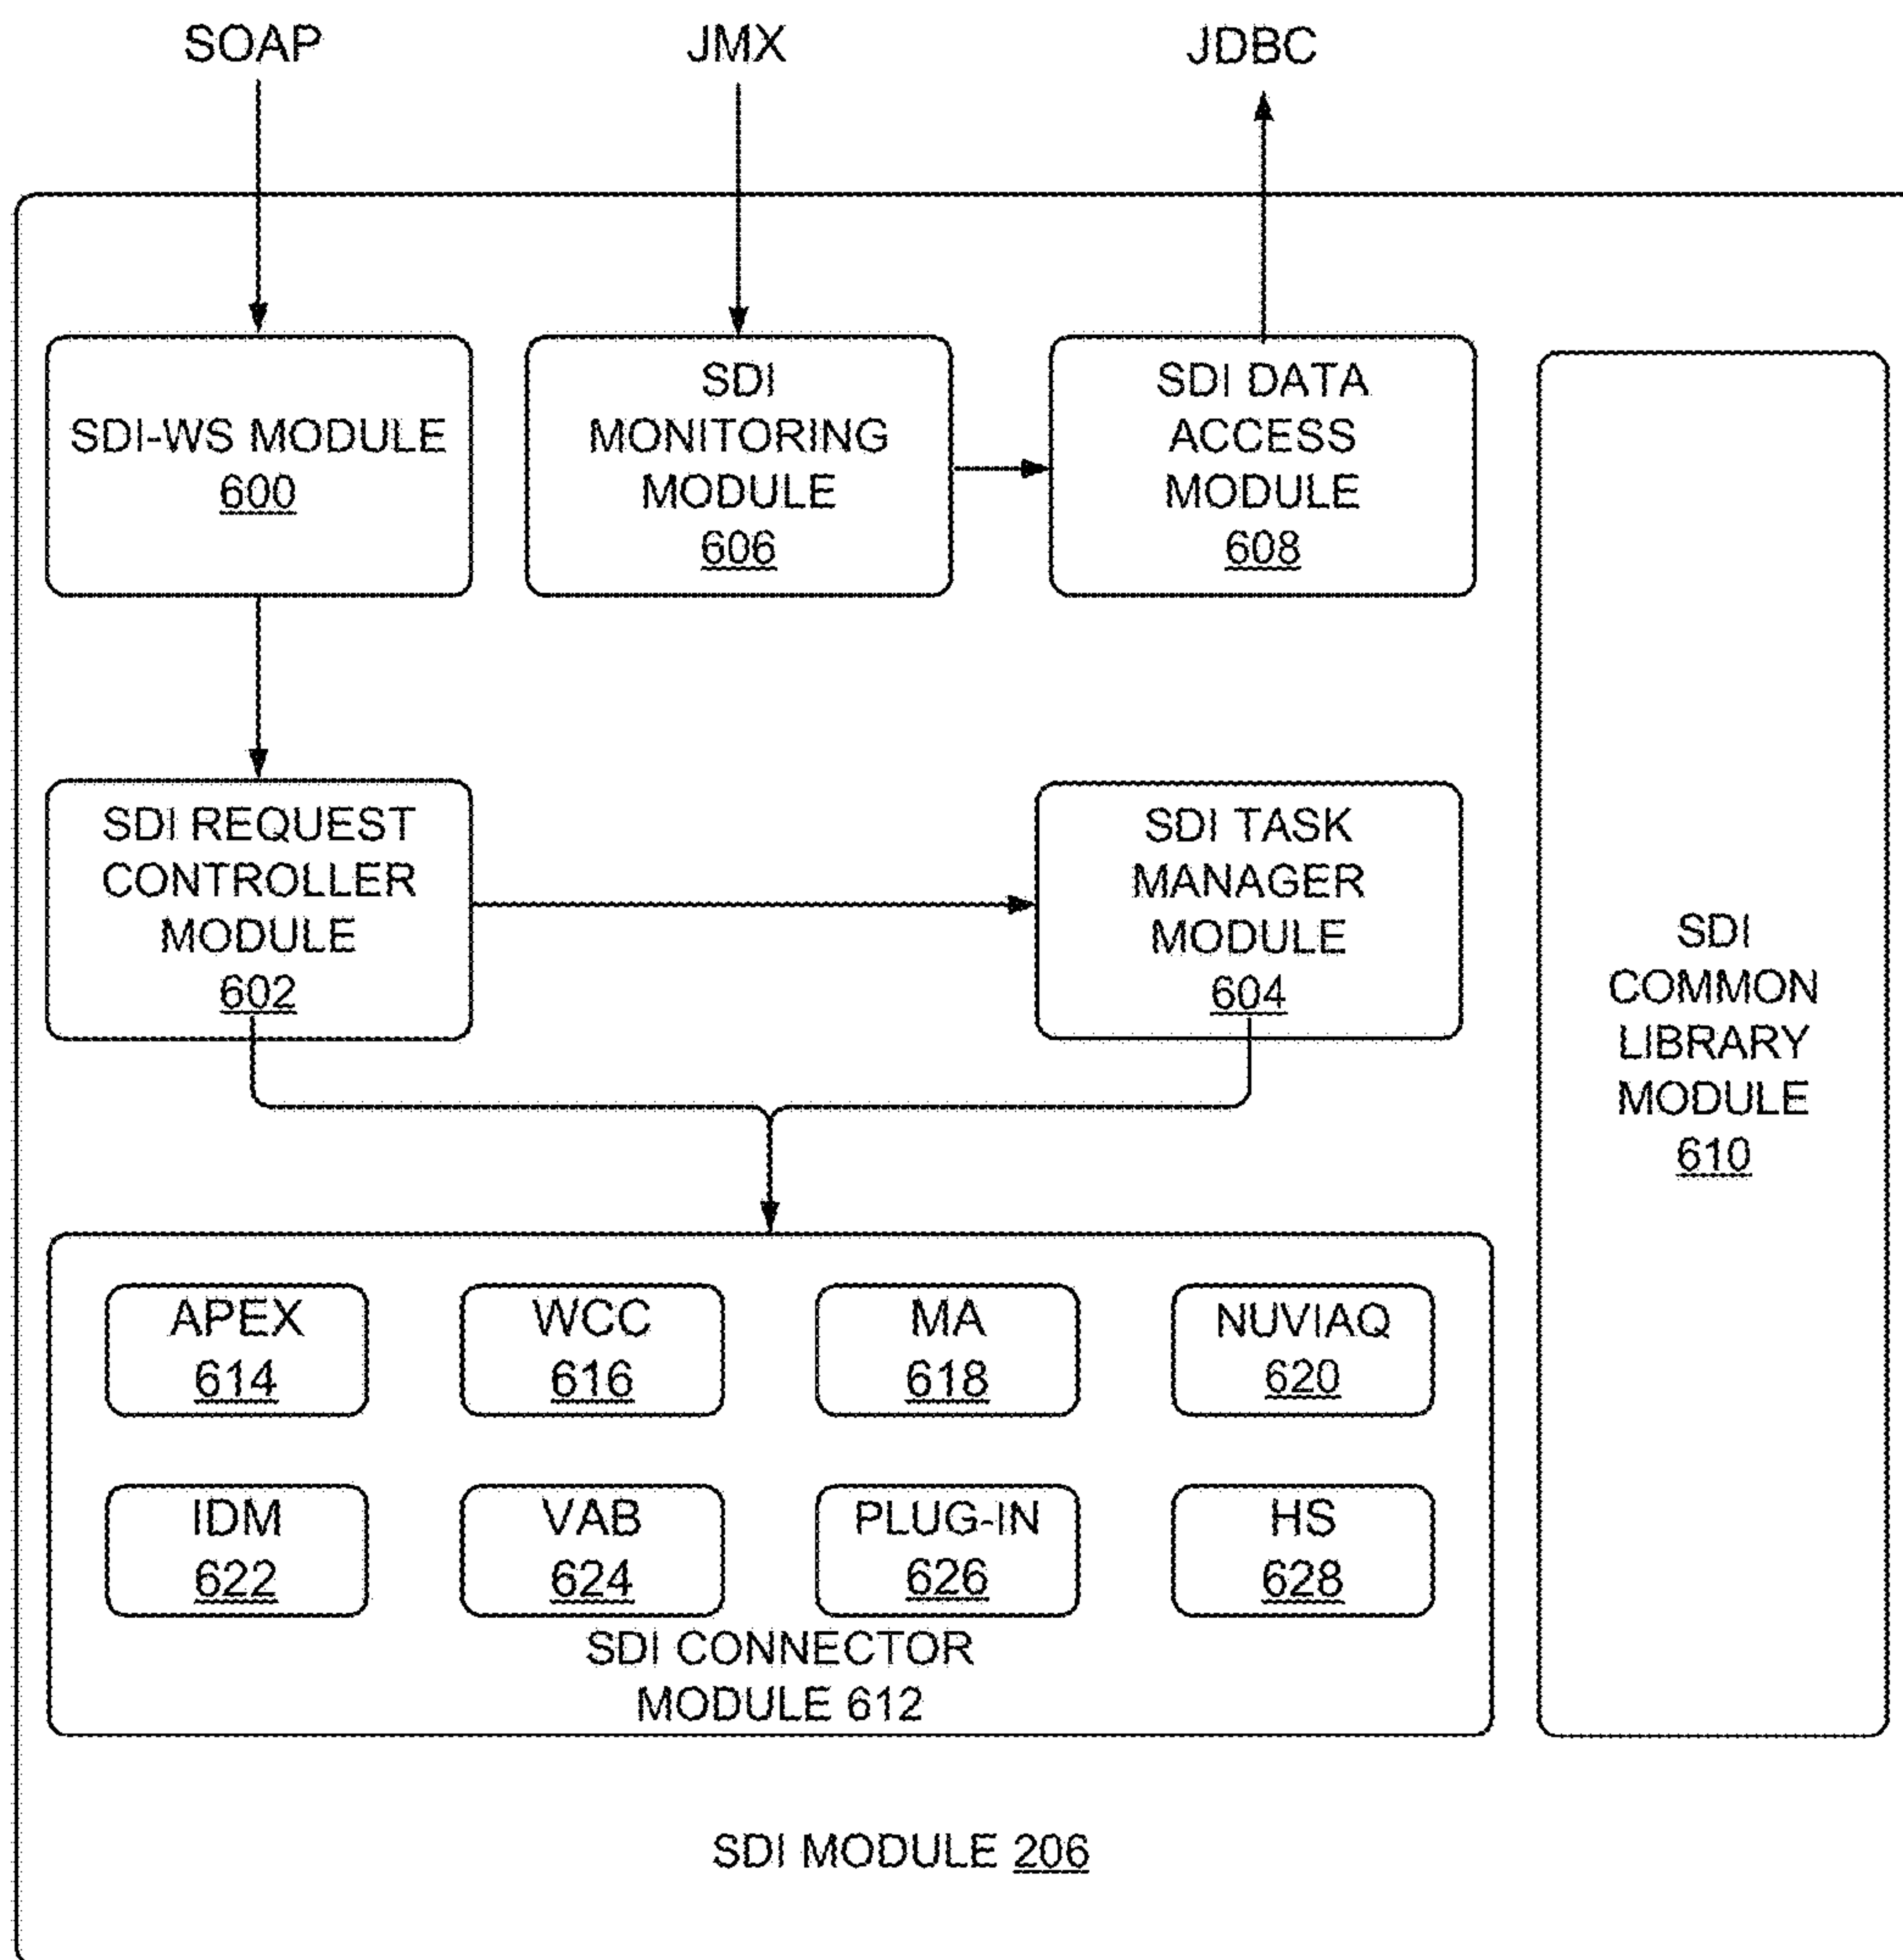 SOAP
JMX
JDBC
SDI-WS MODULE
600
SDI
MONITORING
MODULE
606
SDI DATA
ACCESS
MODULE
608
SDI REQUEST
CONTROLLER
MODULE
602
SDI TASK
MANAGER
MODULE
604
SDI
COMMON
LIBRARY
MODULE
610
APEX
614
WCC
616
MA
618
NUVIAQ
620
IDM
622
VAB
624
PLUG-IN
626
HS
628
SDI CONNECTOR
MODULE 612
SDI MODULE 206